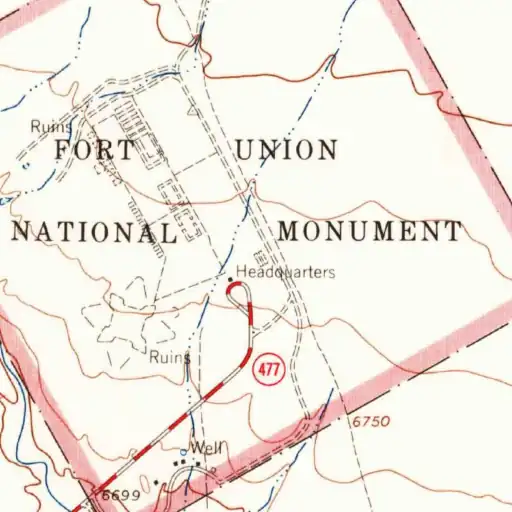 Ruins
FORT UNION
NATIONAL MONUMENT
Headquarters
Ruins
477
6750
Well
6699